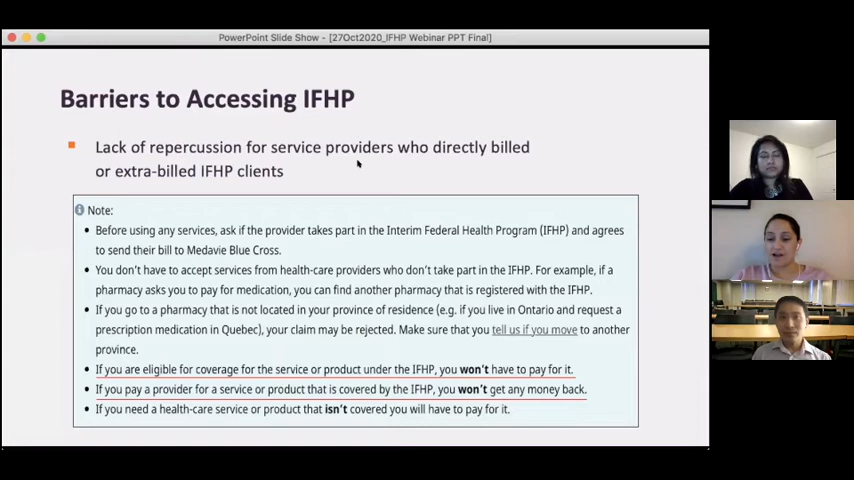 PowerPoint Slide Show - [27Oct2020_IFHP Webinar PPT Final]
Barriers to Accessing IFHP
Lack of repercussion for service providers who directly billed
or extra-billed IFHP clients
Note:
Before using any services, ask if the provider takes part in the Interim Federal Health Program (IFHP) and agrees
to send their bill to Medavie Blue Cross.
You don't have to accept services from health-care providers who don't take part in the IFHP. For example, if a
pharmacy asks you to pay for medication, you can find another pharmacy that is registered with the IFHP.
If you go to a pharmacy that is not located in your province of residence (e.g. if you live in Ontario and request a
prescription medication in Quebec), your claim may be rejected. Make sure that you tell us if you move to another
province.
If you are eligible for coverage for the service or product under the IFHP, you won't have to pay for it.
If you pay a provider for a service or product that is covered by the IFHP, you won't get any money back.
If you need a health-care service or product that isn't covered you will have to pay for it.